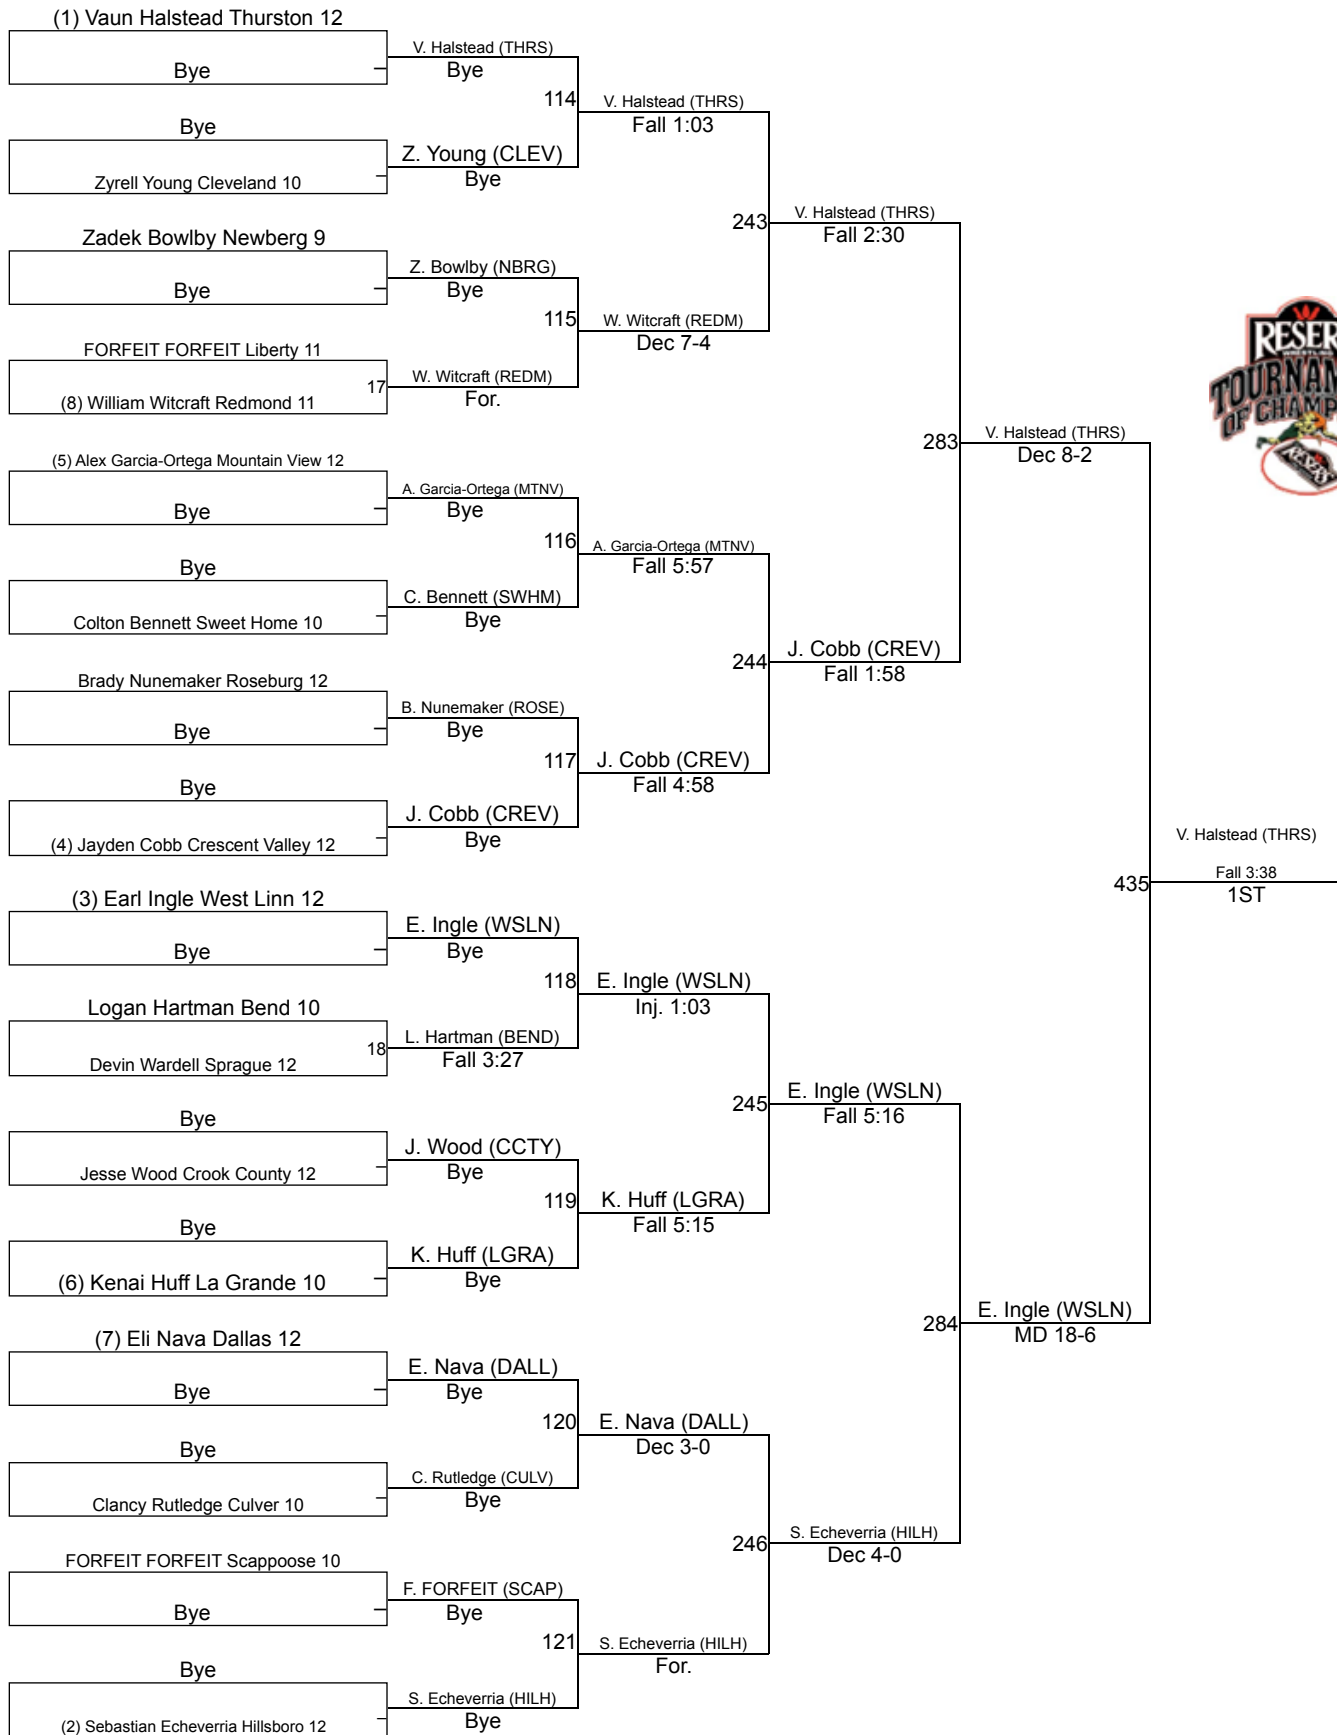 (1) Vaun Halstead Thurston 12
Bye
V. Halstead (THRS)
Bye
114
V. Halstead (THRS)
Fall 1:03
Bye
Zyrell Young Cleveland 10
Z. Young (CLEV)
Bye
243
V. Halstead (THRS)
Fall 2:30
Zadek Bowlby Newberg 9
Bye
Z. Bowlby (NBRG)
Bye
115
W. Witcraft (REDM)
Dec 7-4
FORFEIT FORFEIT Liberty 11
17
(8) William Witcraft Redmond 11
W. Witcraft (REDM)
For.
283
V. Halstead (THRS)
Dec 8-2
(5) Alex Garcia-Ortega Mountain View 12
Bye
A. Garcia-Ortega (MTNV)
Bye
116
A. Garcia-Ortega (MTNV)
Fall 5:57
Bye
Colton Bennett Sweet Home 10
C. Bennett (SWHM)
Bye
244
J. Cobb (CREV)
Fall 1:58
Brady Nunemaker Roseburg 12
Bye
B. Nunemaker (ROSE)
Bye
117
J. Cobb (CREV)
Fall 4:58
Bye
(4) Jayden Cobb Crescent Valley 12
J. Cobb (CREV)
Bye
435
V. Halstead (THRS)
Fall 3:38
1ST
(3) Earl Ingle West Linn 12
Bye
E. Ingle (WSLN)
Bye
118
E. Ingle (WSLN)
Inj. 1:03
Logan Hartman Bend 10
18
Devin Wardell Sprague 12
L. Hartman (BEND)
Fall 3:27
245
E. Ingle (WSLN)
Fall 5:16
Bye
Jesse Wood Crook County 12
J. Wood (CCTY)
Bye
119
K. Huff (LGRA)
Fall 5:15
Bye
(6) Kenai Huff La Grande 10
K. Huff (LGRA)
Bye
284
E. Ingle (WSLN)
MD 18-6
(7) Eli Nava Dallas 12
Bye
E. Nava (DALL)
Bye
120
E. Nava (DALL)
Dec 3-0
Bye
Clancy Rutledge Culver 10
C. Rutledge (CULV)
Bye
246
S. Echeverria (HILH)
Dec 4-0
FORFEIT FORFEIT Scappoose 10
Bye
F. FORFEIT (SCAP)
Bye
121
S. Echeverria (HILH)
For.
Bye
(2) Sebastian Echeverria Hillsboro 12
S. Echeverria (HILH)
Bye
RESER
WRESTLING
TOURNAM
OF CHAMP
RESERS